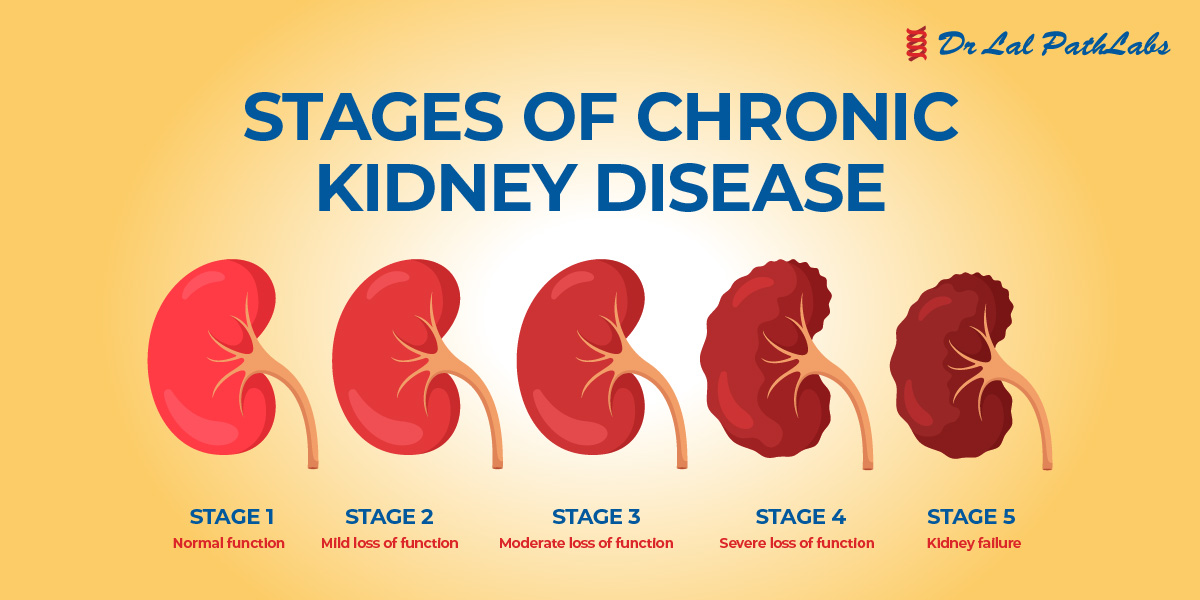 Dr Lal PathLabs
STAGES OF CHRONIC
KIDNEY DISEASE
STAGE 1
Normal function
STAGE 2
Mild loss of function
STAGE 3
Moderate loss of function
STAGE 4
Severe loss of function
STAGE 5
Kidney failure